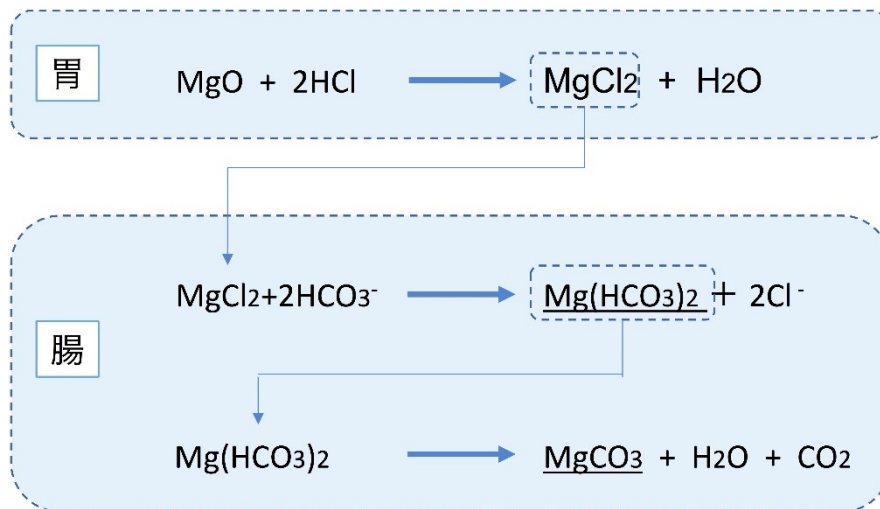 胃
MgO + 2HCl MgCl2 + H2O
MgCl2+2HCO3- Mg(HCO3)2 + 2Cl-
腸
Mg(HCO3)2 MgCO3 + H2O + CO2